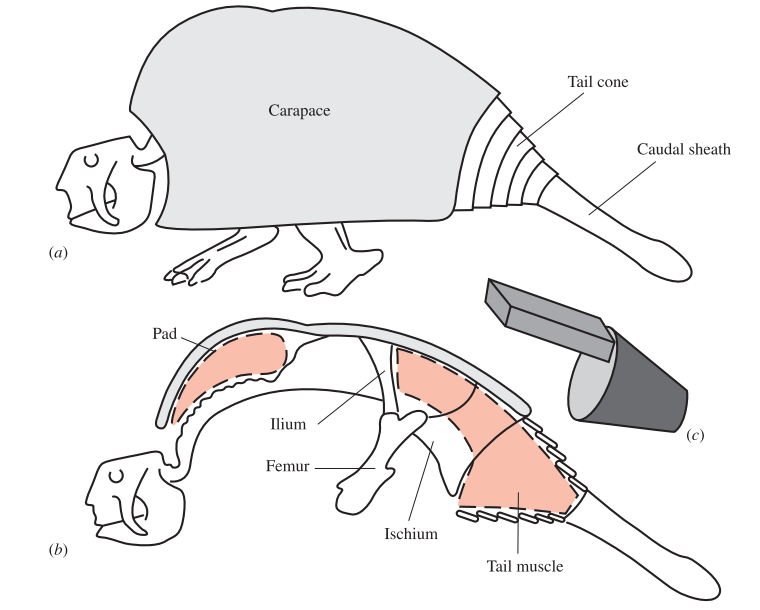 Tail cone
Carapace
Caudal sheath
(a)
Pad
Ilium
(c)
Femur
Ischium
(b)
Tail muscle